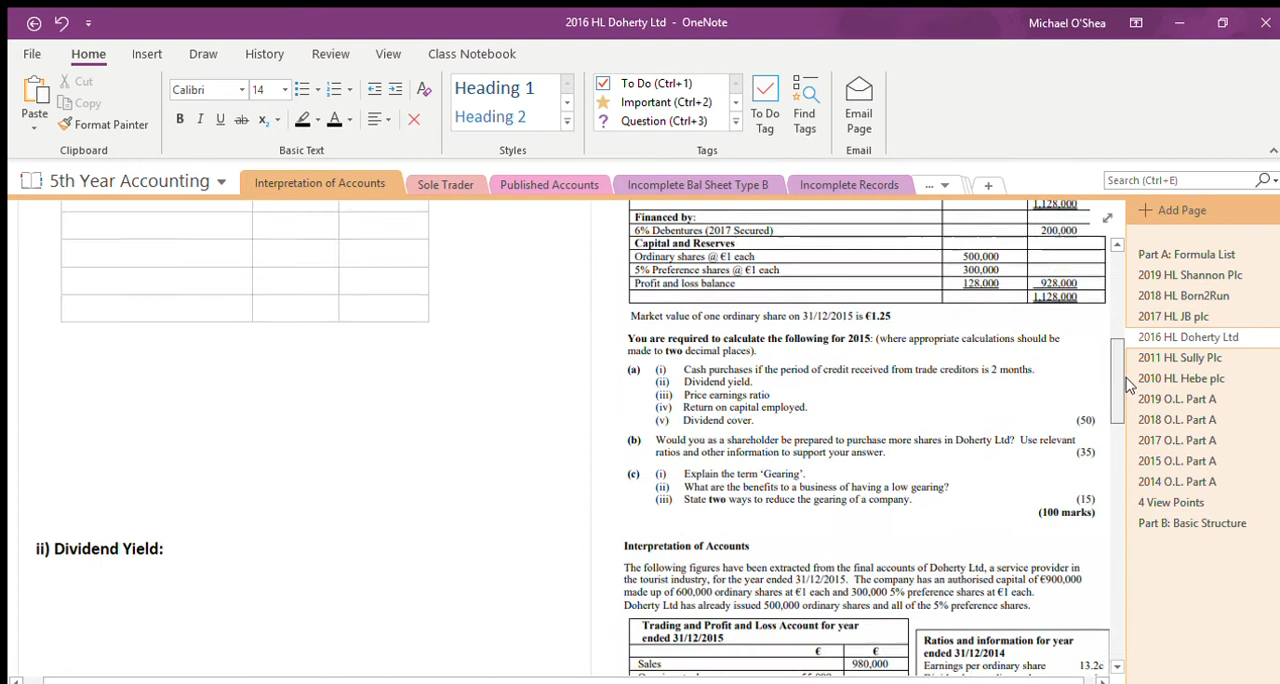 2016 HL Doherty Ltd - OneNote
Michael O'Shea
File Home Insert Draw History Review View Class Notebook
Paste
Cut
Copy
Format Painter
Clipboard
Calibri 14
B I U ab X2 A
Basic Text
Heading 1
Heading 2
Styles
To Do (Ctrl+1)
Important (Ctrl+2)
Question (Ctrl+3)
To Do Tag
Find Tags
Tags
Email Page
Email
5th Year Accounting
Interpretation of Accounts Sole Trader Published Accounts Incomplete Bal Sheet Type B Incomplete Records ... +
Search (Ctrl+E)
ii) Dividend Yield:
1,128,000
Financed by:
6% Debentures (2017 Secured) 200,000
Capital and Reserves
Ordinary shares @ €1 each 500,000
5% Preference shares @ €1 each 300,000
Profit and loss balance 128,000 928,000
1,128,000
Market value of one ordinary share on 31/12/2015 is €1.25
You are required to calculate the following for 2015: (where appropriate calculations should be
made to two decimal places).
(a) (i) Cash purchases if the period of credit received from trade creditors is 2 months.
(ii) Dividend yield.
(iii) Price earnings ratio
(iv) Return on capital employed.
(v) Dividend cover. (50)
(b) Would you as a shareholder be prepared to purchase more shares in Doherty Ltd? Use relevant
ratios and other information to support your answer. (35)
(c) (i) Explain the term 'Gearing'.
(ii) What are the benefits to a business of having a low gearing?
(iii) State two ways to reduce the gearing of a company. (15)
(100 marks)
Interpretation of Accounts
The following figures have been extracted from the final accounts of Doherty Ltd, a service provider in
the tourist industry, for the year ended 31/12/2015. The company has an authorised capital of €900,000
made up of 600,000 ordinary shares at €1 each and 300,000 5% preference shares at €1 each.
Doherty Ltd has already issued 500,000 ordinary shares and all of the 5% preference shares.
Trading and Profit and Loss Account for year
ended 31/12/2015
€ €
Sales 980,000
Ratios and information for year
ended 31/12/2014
Earnings per ordinary share 13.2c
Add Page
Part A: Formula List
2019 HL Shannon Plc
2018 HL Born2Run
2017 HL JB plc
2016 HL Doherty Ltd
2011 HL Sully Plc
2010 HL Hebe plc
2019 O.L. Part A
2018 O.L. Part A
2017 O.L. Part A
2015 O.L. Part A
2014 O.L. Part A
4 View Points
Part B: Basic Structure